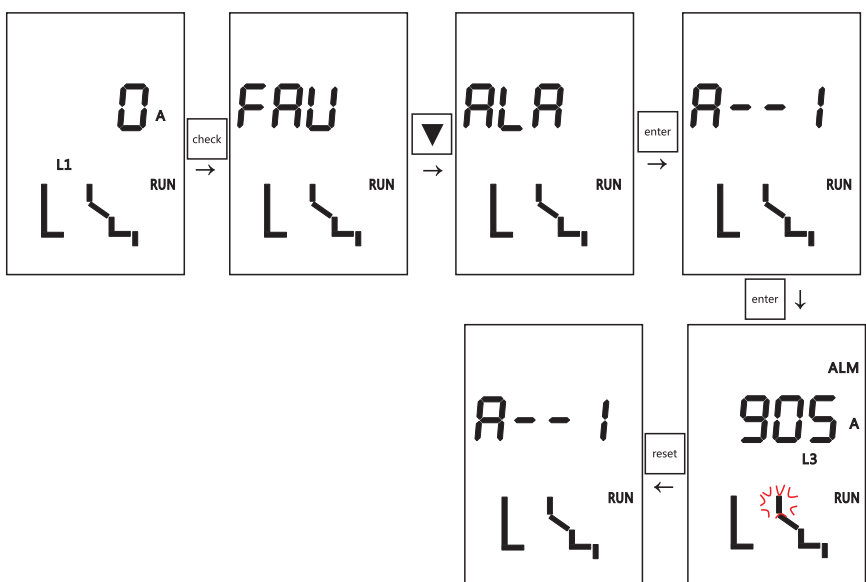 0 A
L1
RUN
check
→
FAU
RUN
▼
→
ALA
RUN
enter
→
A--1
RUN
enter ↓
ALM
905 A
L3
RUN
reset
←
A--1
RUN